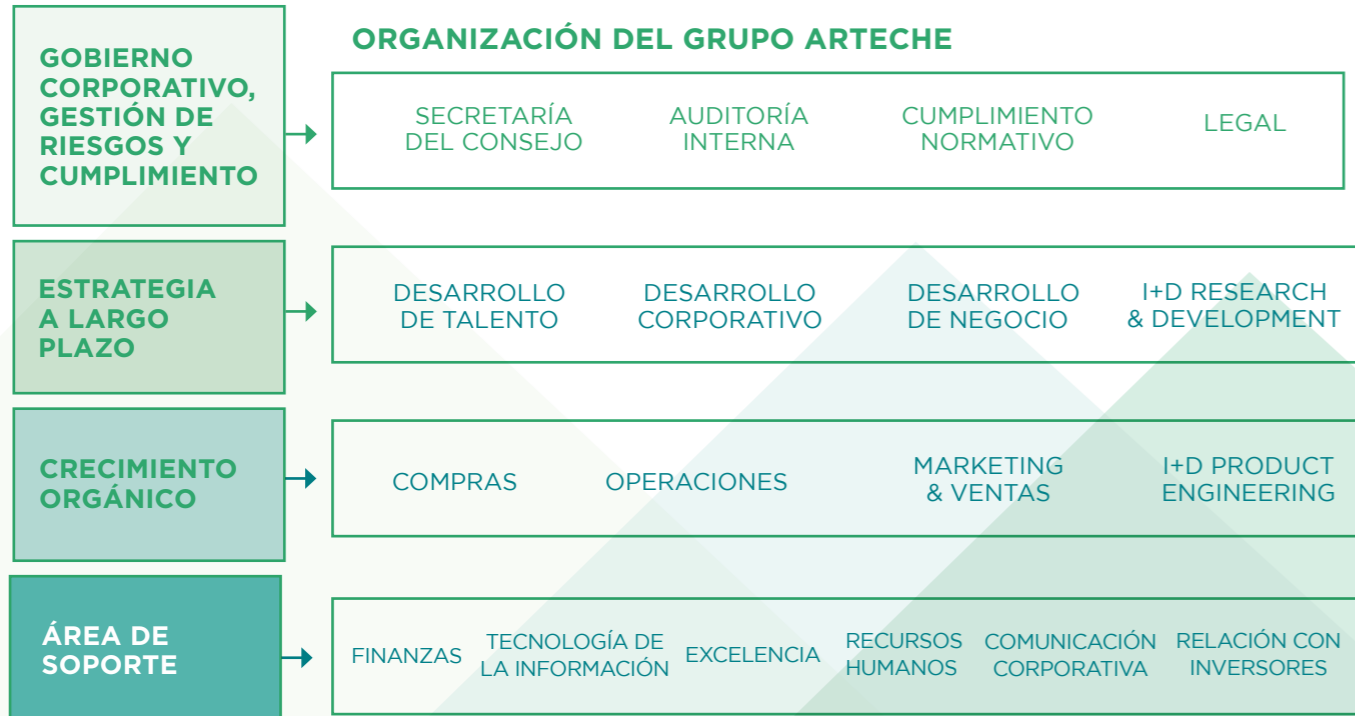 ORGANIZACIÓN DEL GRUPO ARTECHE
GOBIERNO
CORPORATIVO,
GESTIÓN DE
RIESGOS Y
CUMPLIMIENTO
SECRETARÍA
DEL CONSEJO
AUDITORÍA
INTERNA
CUMPLIMIENTO
NORMATIVO
LEGAL
ESTRATEGIA
A LARGO
PLAZO
DESARROLLO
DE TALENTO
DESARROLLO
CORPORATIVO
DESARROLLO
DE NEGOCIO
I+D RESEARCH
& DEVELOPMENT
CRECIMIENTO
ORGÁNICO
COMPRAS
OPERACIONES
MARKETING
& VENTAS
I+D PRODUCT
ENGINEERING
ÁREA DE
SOPORTE
FINANZAS
TECNOLOGÍA DE
LA INFORMACIÓN
EXCELENCIA
RECURSOS
HUMANOS
COMUNICACIÓN
CORPORATIVA
RELACIÓN CON
INVERSORES